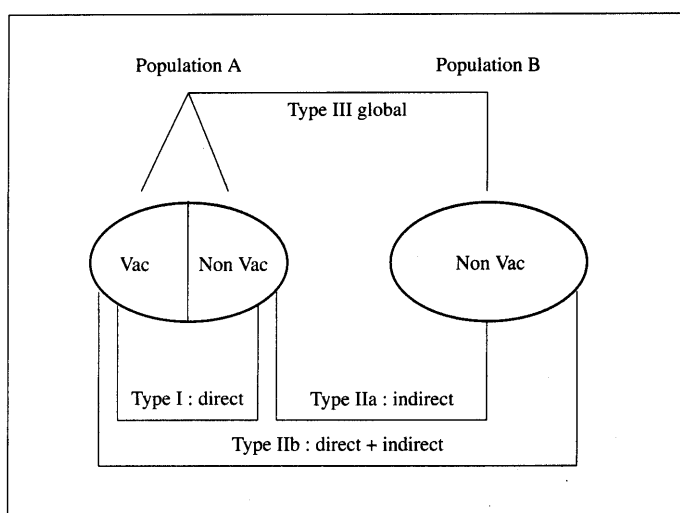 Population A
Population B
Type III global
Vac
Non Vac
Non Vac
Type I : direct
Type IIa : indirect
Type IIb : direct + indirect